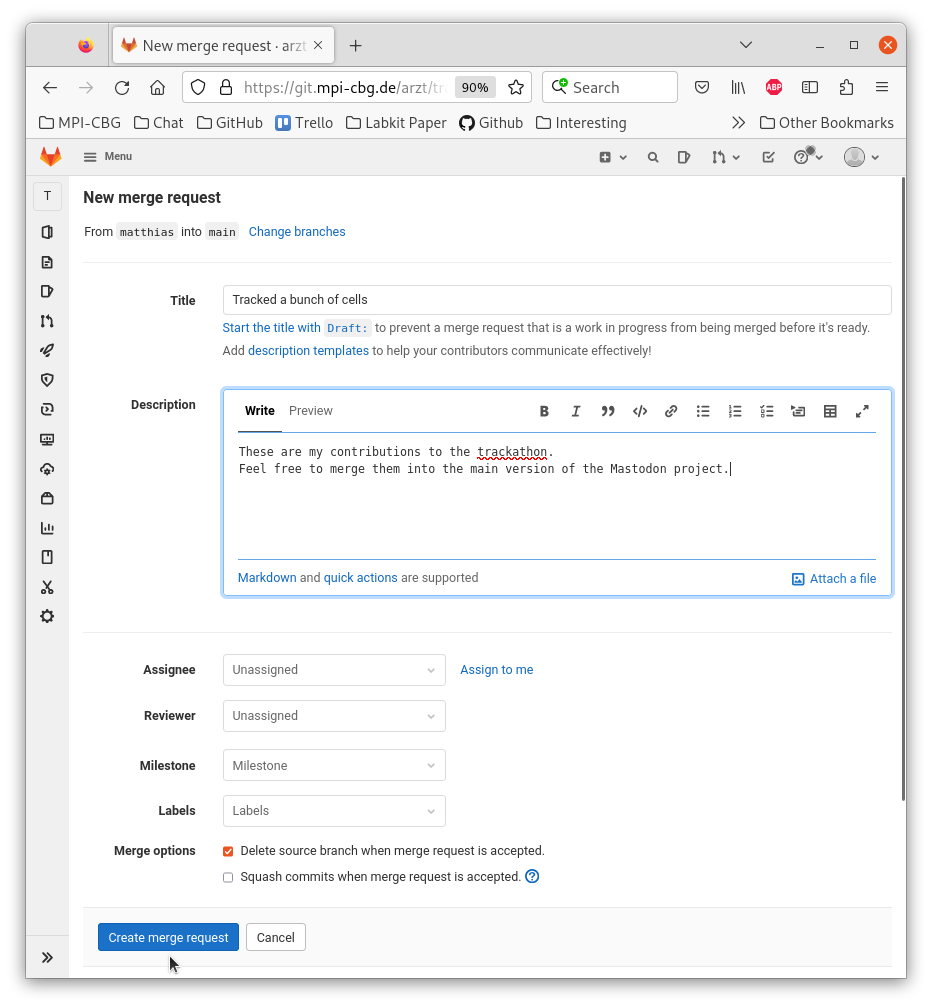 New merge request · arzt
https://git.mpi-cbg.de/arzt/tr
90%
Search
ABP
MPI-CBG
Chat
GitHub
Trello
Labkit Paper
Github
Interesting
Other Bookmarks
Menu
T
New merge request
From matthias into main Change branches
Title
Tracked a bunch of cells
Start the title with Draft: to prevent a merge request that is a work in progress from being merged before it's ready.
Add description templates to help your contributors communicate effectively!
Description
Write Preview
These are my contributions to the trackathon.
Feel free to merge them into the main version of the Mastodon project.
Markdown and quick actions are supported
Attach a file
Assignee
Unassigned
Assign to me
Reviewer
Unassigned
Milestone
Milestone
Labels
Labels
Merge options
Delete source branch when merge request is accepted.
Squash commits when merge request is accepted.
Create merge request
Cancel